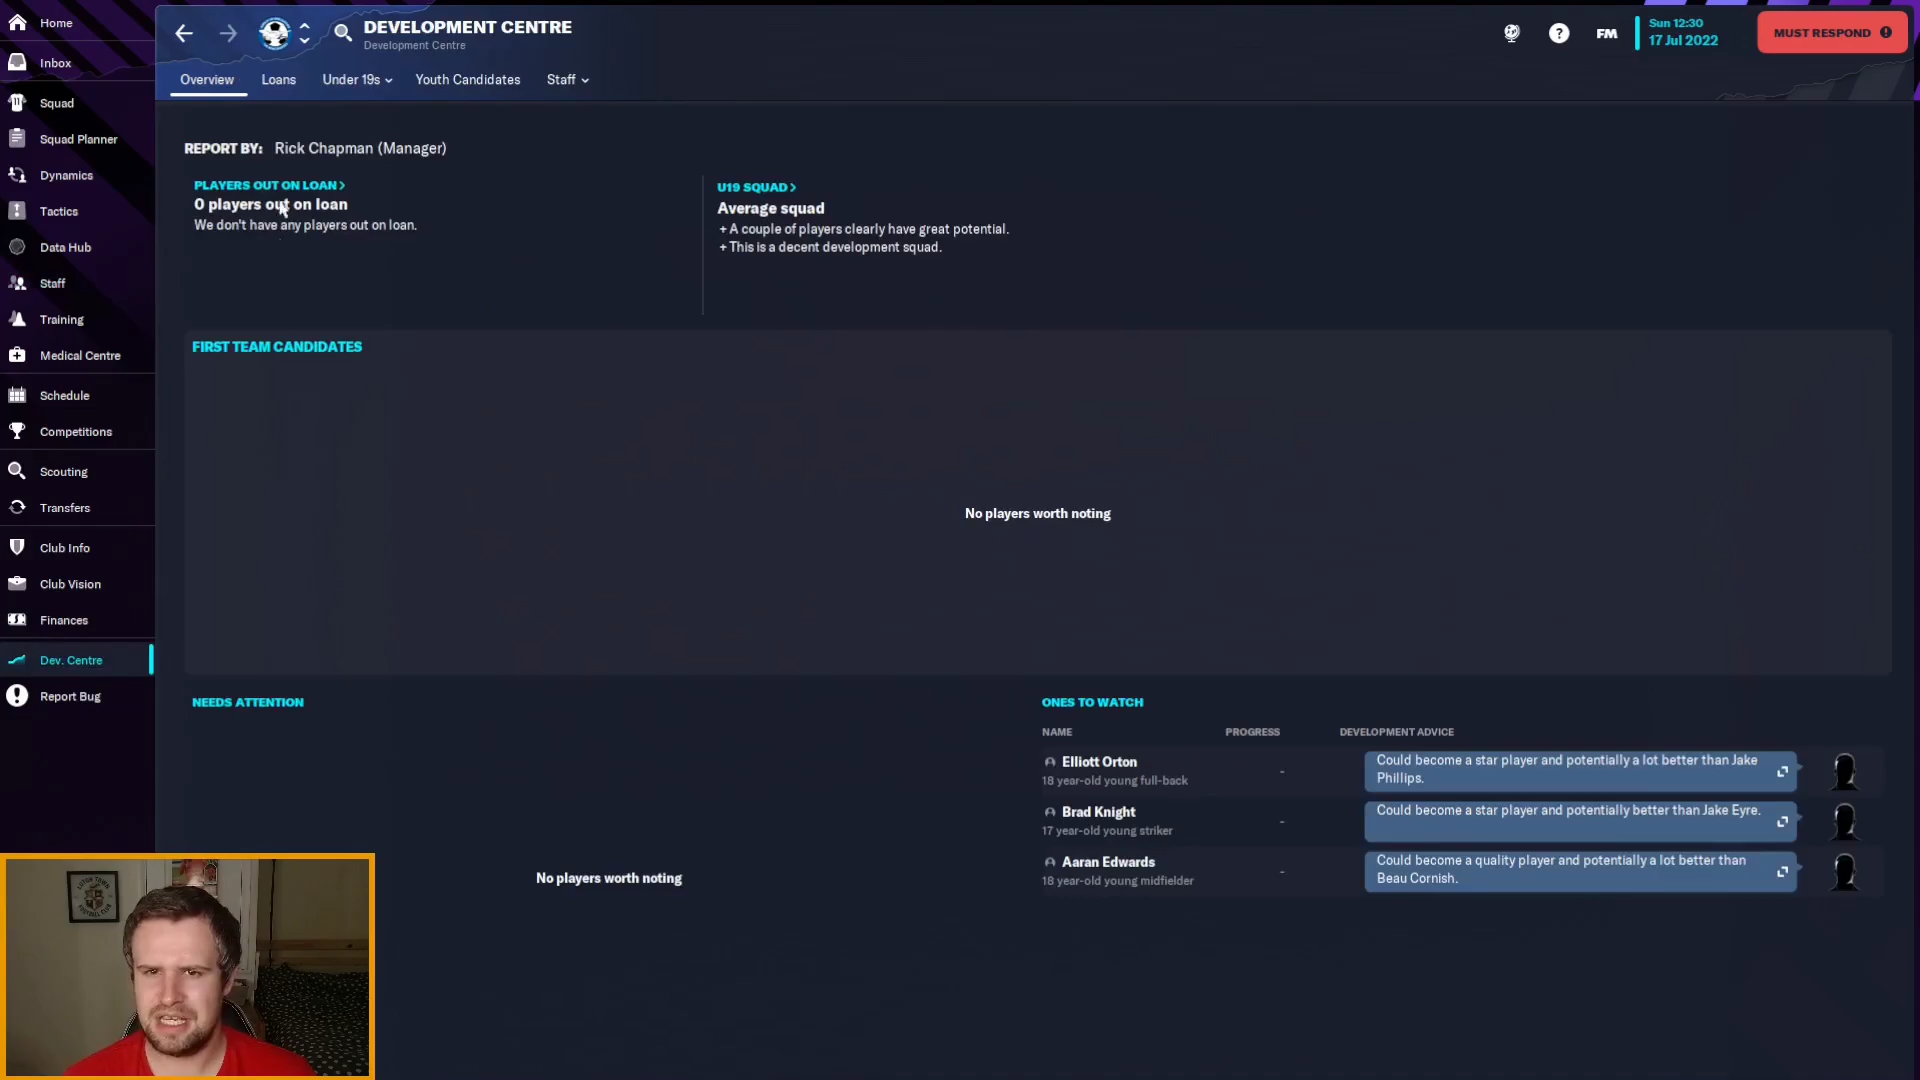 Home
Inbox
Squad
Squad Planner
Dynamics
Tactics
Data Hub
Staff
Training
Medical Centre
Schedule
Competitions
Scouting
Transfers
Club Info
Club Vision
Finances
Dev. Centre
Report Bug
DEVELOPMENT CENTRE
Development Centre
? FM
Sun 12:30
17 Jul 2022
MUST RESPOND
Overview Loans Under 19s Youth Candidates Staff
REPORT BY: Rick Chapman (Manager)
PLAYERS OUT ON LOAN >
0 players out on loan
We don't have any players out on loan.
U19 SQUAD >
Average squad
+ A couple of players clearly have great potential.
+ This is a decent development squad.
FIRST TEAM CANDIDATES
No players worth noting
NEEDS ATTENTION
No players worth noting
ONES TO WATCH
NAME PROGRESS DEVELOPMENT ADVICE
Elliott Orton
18 year-old young full-back
-
Could become a star player and potentially a lot better than Jake
Phillips.
Brad Knight
17 year-old young striker
-
Could become a star player and potentially better than Jake Eyre.
Aaran Edwards
18 year-old young midfielder
-
Could become a quality player and potentially a lot better than
Beau Cornish.
LUTON TOWN
FOOTBALL CLUB